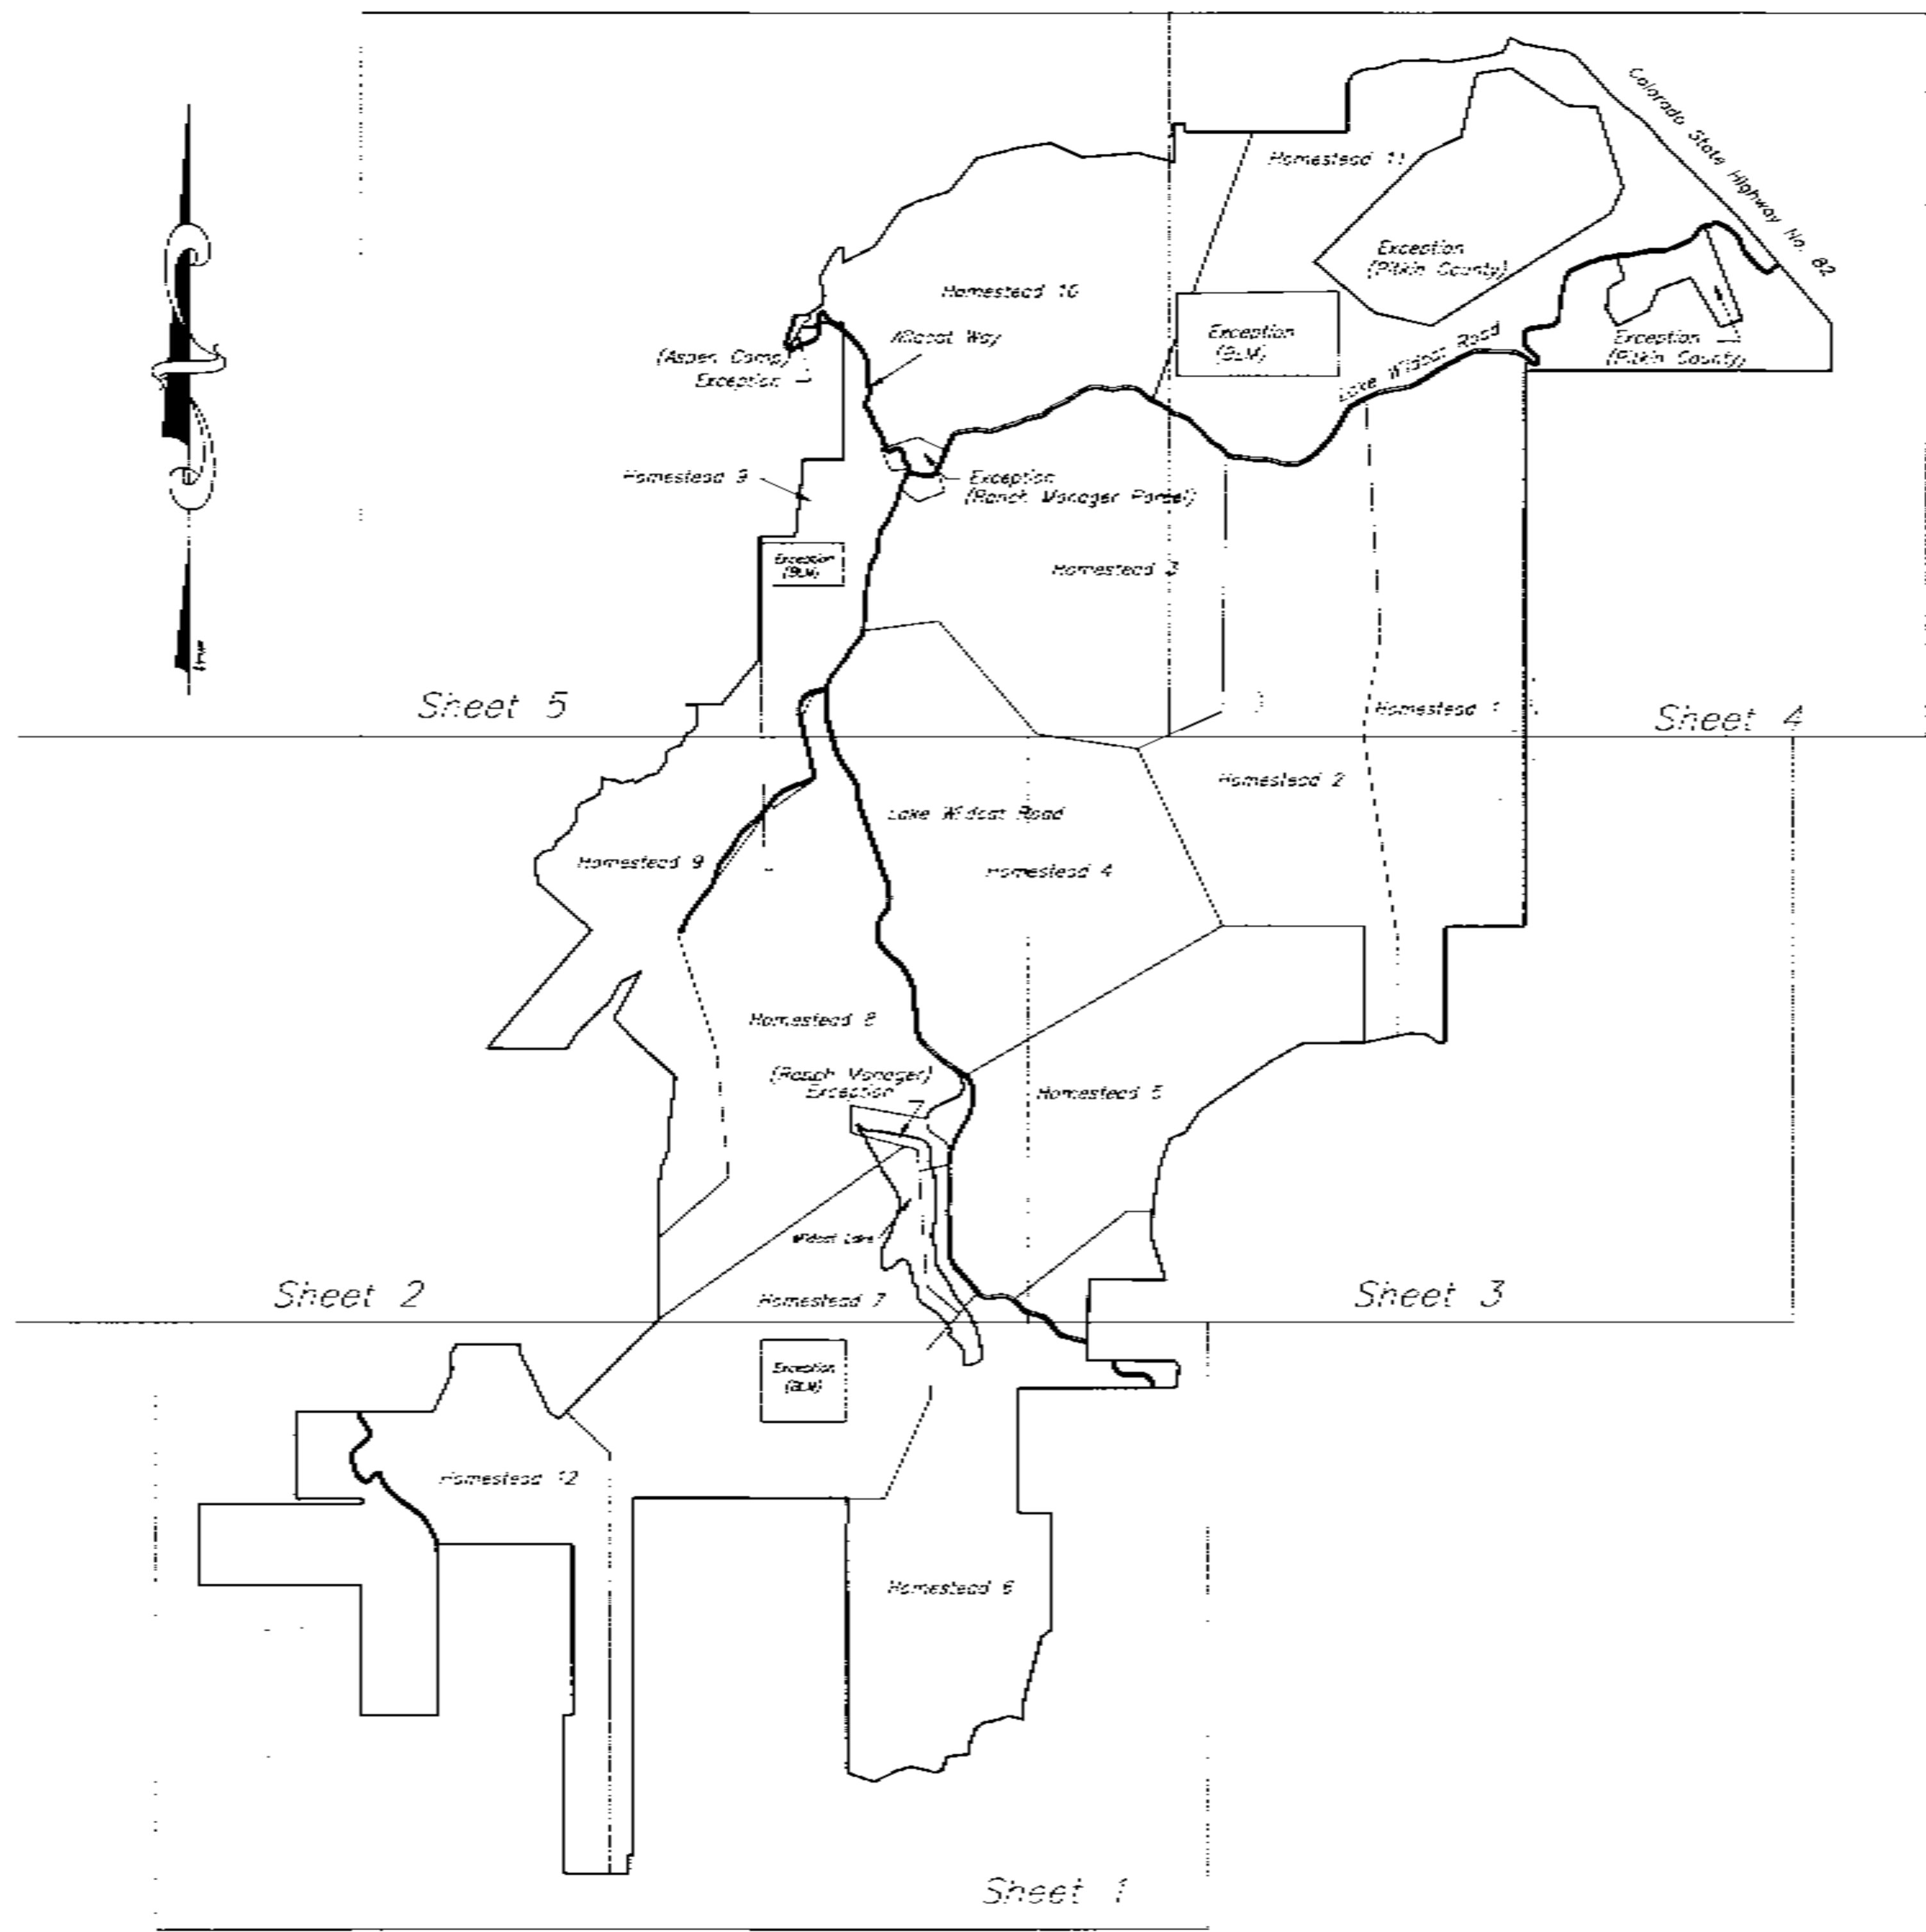 Colorado State Highway No. 82
Homestead 11
Exception
(Pitkin County)
Homestead 10
Exception
(BLM)
Exception
(Pitkin County)
Way
(Aspen Camp)
Exception
Lake Wildcat Road
Homestead 9
Exception
(Ranch Manager Parcel)
Exception
(BLM)
Homestead 3
Sheet 5
Homestead 1
Sheet 4
Homestead 2
Lake Wildcat Road
Homestead 9
Homestead 4
Homestead 8
(Ranch Manager)
Exception
Homestead 5
Wildcat Lake
Sheet 2
Homestead 7
Sheet 3
Exception
(BLM)
Homestead 12
Homestead 6
Sheet 1